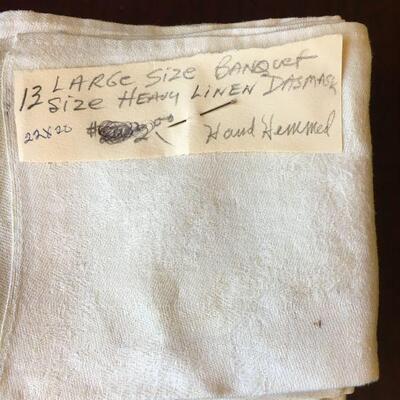 13 LARGE SIZE BANQUET
SIZE HEAVY LINEN DASMASK
22x20 Hand Hemmed